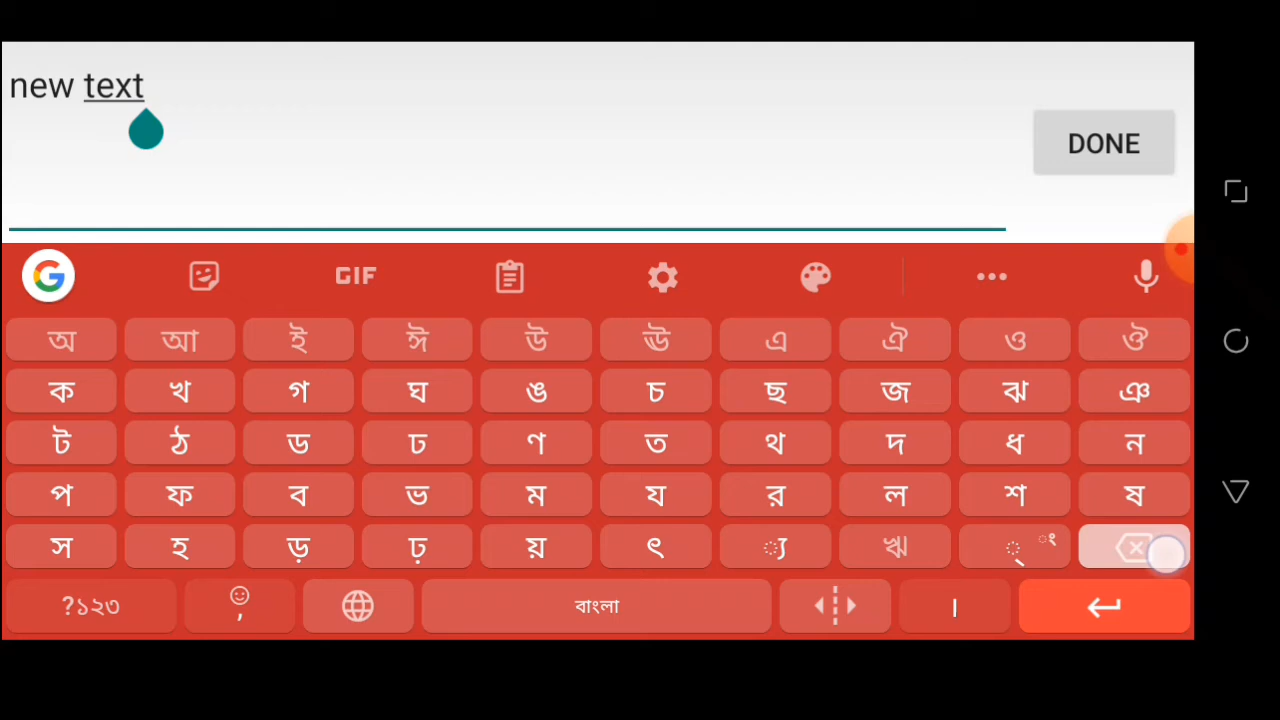 new text
DONE
G GIF
অ আ ই ঈ উ ঊ এ ঐ ও ঔ
ক খ গ ঘ ঙ চ ছ জ ঝ ঞ
ট ঠ ড ঢ ণ ত থ দ ধ ন
প ফ ব ভ ম য র ল শ ষ
স হ ড় ঢ় য় ৎ ্য ঋ ্ ং
?১২৩ , বাংলা ।